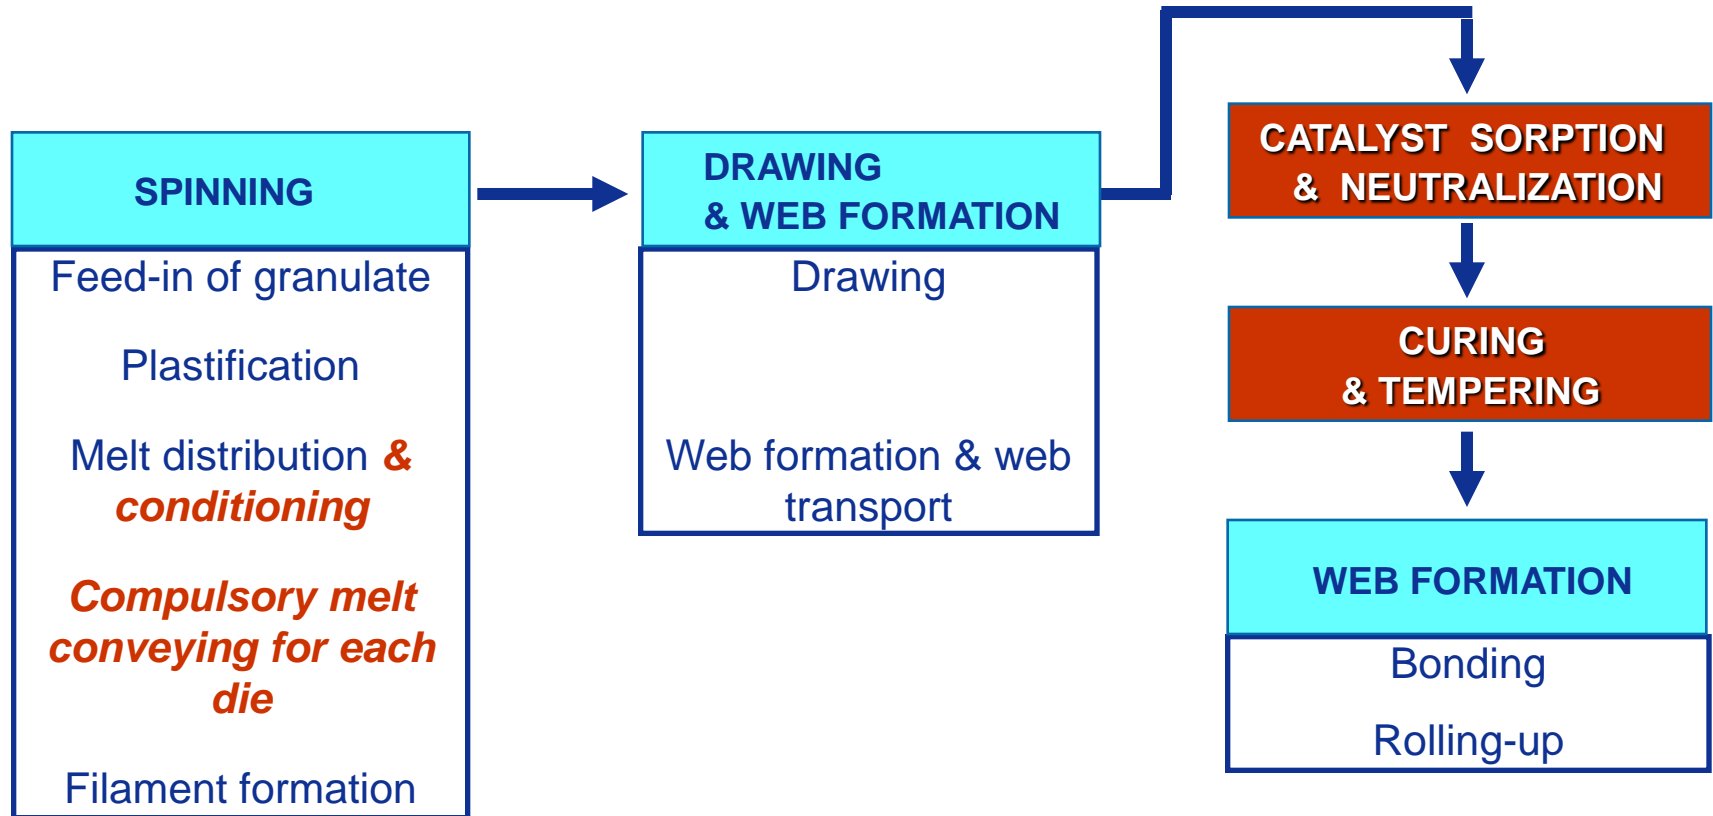 SPINNING
Feed-in of granulate
Plastification
Melt distribution &
conditioning
Compulsory melt
conveying for each
die
Filament formation
DRAWING
& WEB FORMATION
Drawing
Web formation & web
transport
CATALYST SORPTION
& NEUTRALIZATION
CURING
& TEMPERING
WEB FORMATION
Bonding
Rolling-up